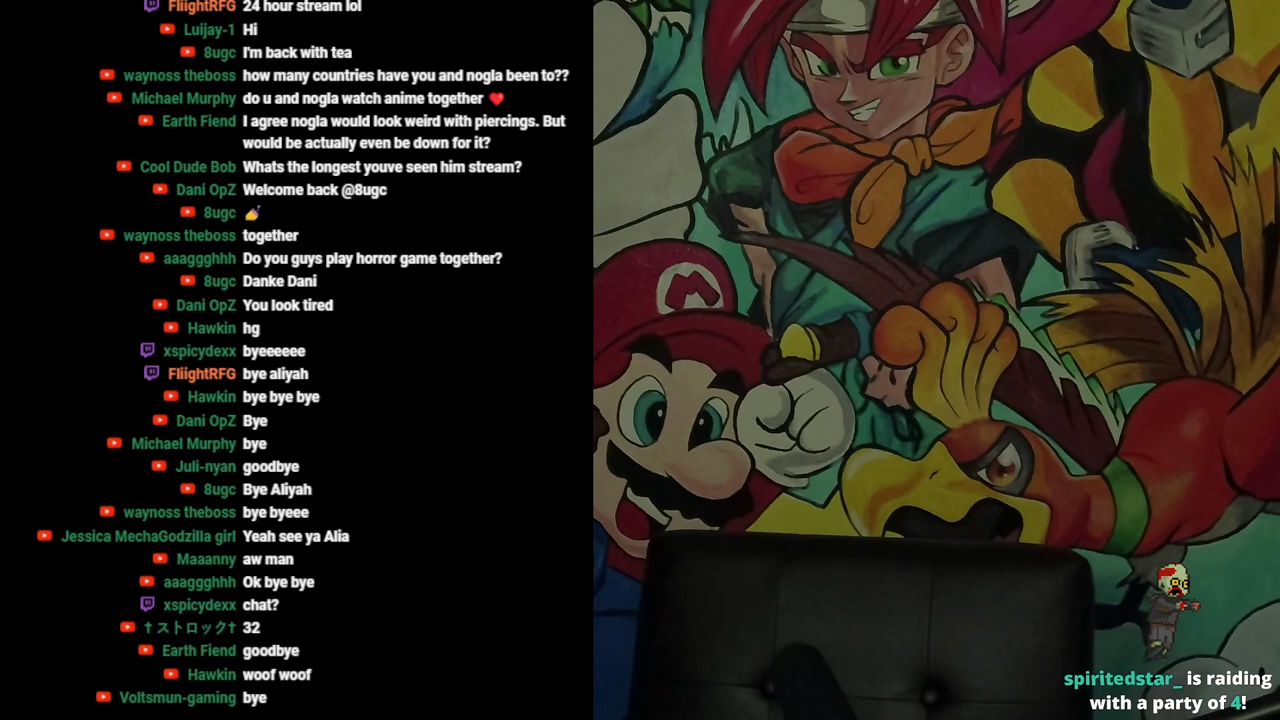 FliightRFG 24 hour stream lol
Luijay-1 Hi
8ugc I'm back with tea
waynoss theboss how many countries have you and nogla been to??
Michael Murphy do u and nogla watch anime together ❤️
Earth Fiend I agree nogla would look weird with piercings. But
would be actually even be down for it?
Cool Dude Bob Whats the longest youve seen him stream?
Dani OpZ Welcome back @8ugc
8ugc 💅
waynoss theboss together
aaaggghhh Do you guys play horror game together?
8ugc Danke Dani
Dani OpZ You look tired
Hawkin hg
xspicydexx byeeeeee
FliightRFG bye aliyah
Hawkin bye bye bye
Dani OpZ Bye
Michael Murphy bye
Juli-nyan goodbye
8ugc Bye Aliyah
waynoss theboss bye byeee
Jessica MechaGodzilla girl Yeah see ya Alia
Maaanny aw man
aaaggghhh Ok bye bye
xspicydexx chat?
†ストロック† 32
Earth Fiend goodbye
Hawkin woof woof
Voltsmun-gaming bye
M
spiritedstar_ is raiding
with a party of 4!